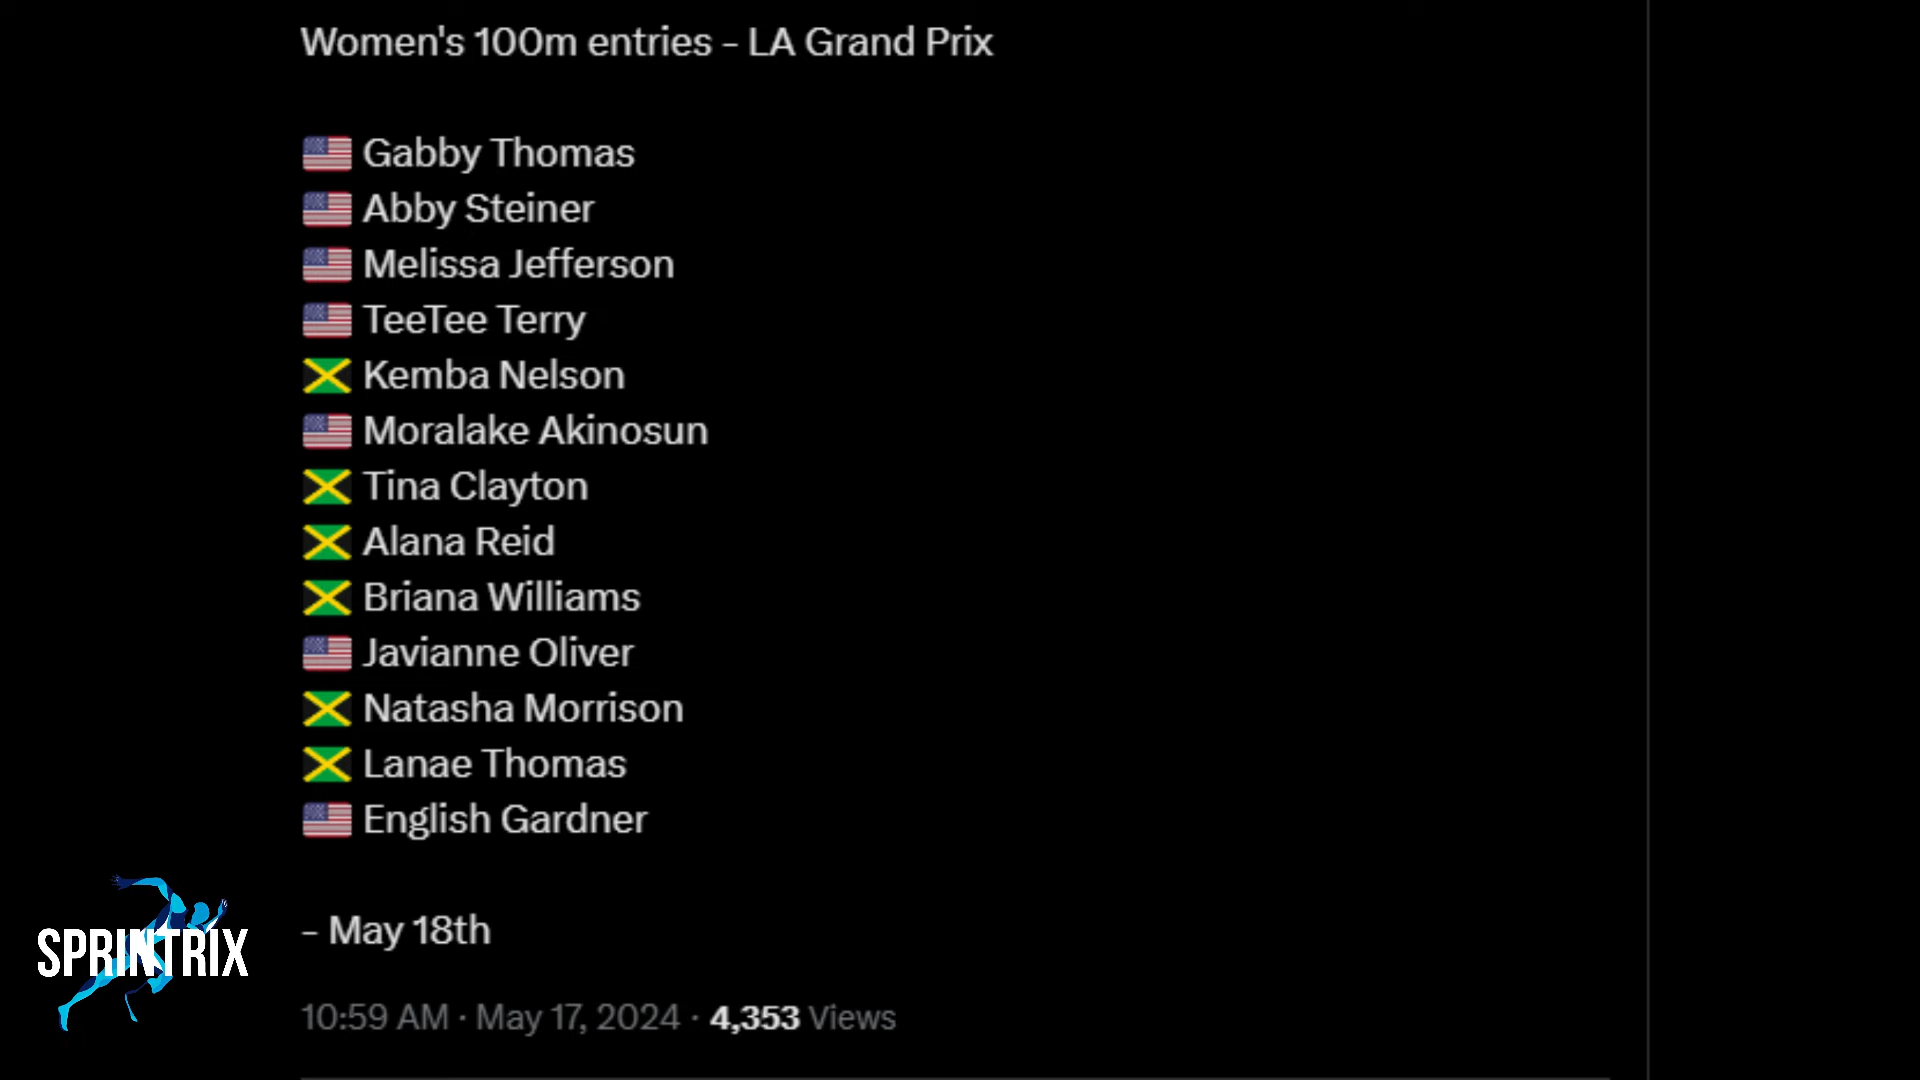 Women's 100m entries - LA Grand Prix
🇺🇸 Gabby Thomas
🇺🇸 Abby Steiner
🇺🇸 Melissa Jefferson
🇺🇸 TeeTee Terry
🇯🇲 Kemba Nelson
🇺🇸 Moralake Akinosun
🇯🇲 Tina Clayton
🇯🇲 Alana Reid
🇯🇲 Briana Williams
🇺🇸 Javianne Oliver
🇯🇲 Natasha Morrison
🇯🇲 Lanae Thomas
🇺🇸 English Gardner
- May 18th
SPRINTRIX
10:59 AM · May 17, 2024 · 4,353 Views